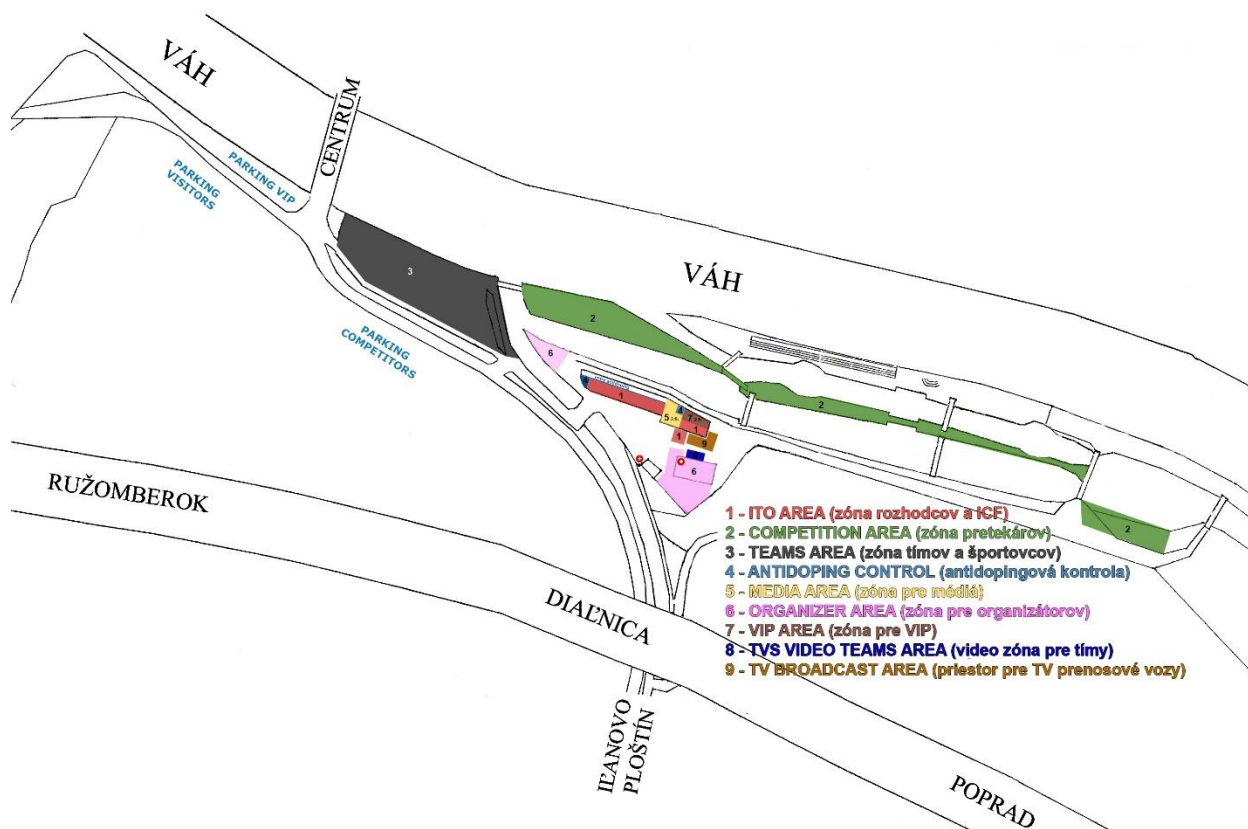 VÁH
CENTRUM
PARKING VIP
PARKING
VISITORS
3
VÁH
2
PARKING
COMPETITORS
6
2
1
4
5
7
1
1
9
6
2
RUŽOMBEROK
1 - ITO AREA (zóna rozhodcov a ICF)
2 - COMPETITION AREA (zóna pretekárov)
3 - TEAMS AREA (zóna tímov a športovcov)
4 - ANTIDOPING CONTROL (antidopingová kontrola)
5 - MEDIA AREA (zóna pre médiá)
6 - ORGANIZER AREA (zóna pre organizátorov)
7 - VIP AREA (zóna pre VIP)
8 - TVS VIDEO TEAMS AREA (video zóna pre tímy)
9 - TV BROADCAST AREA (priestor pre TV prenosové vozy)
DIAĽNICA
IĽANOVO
PLOŠTÍN
POPRAD